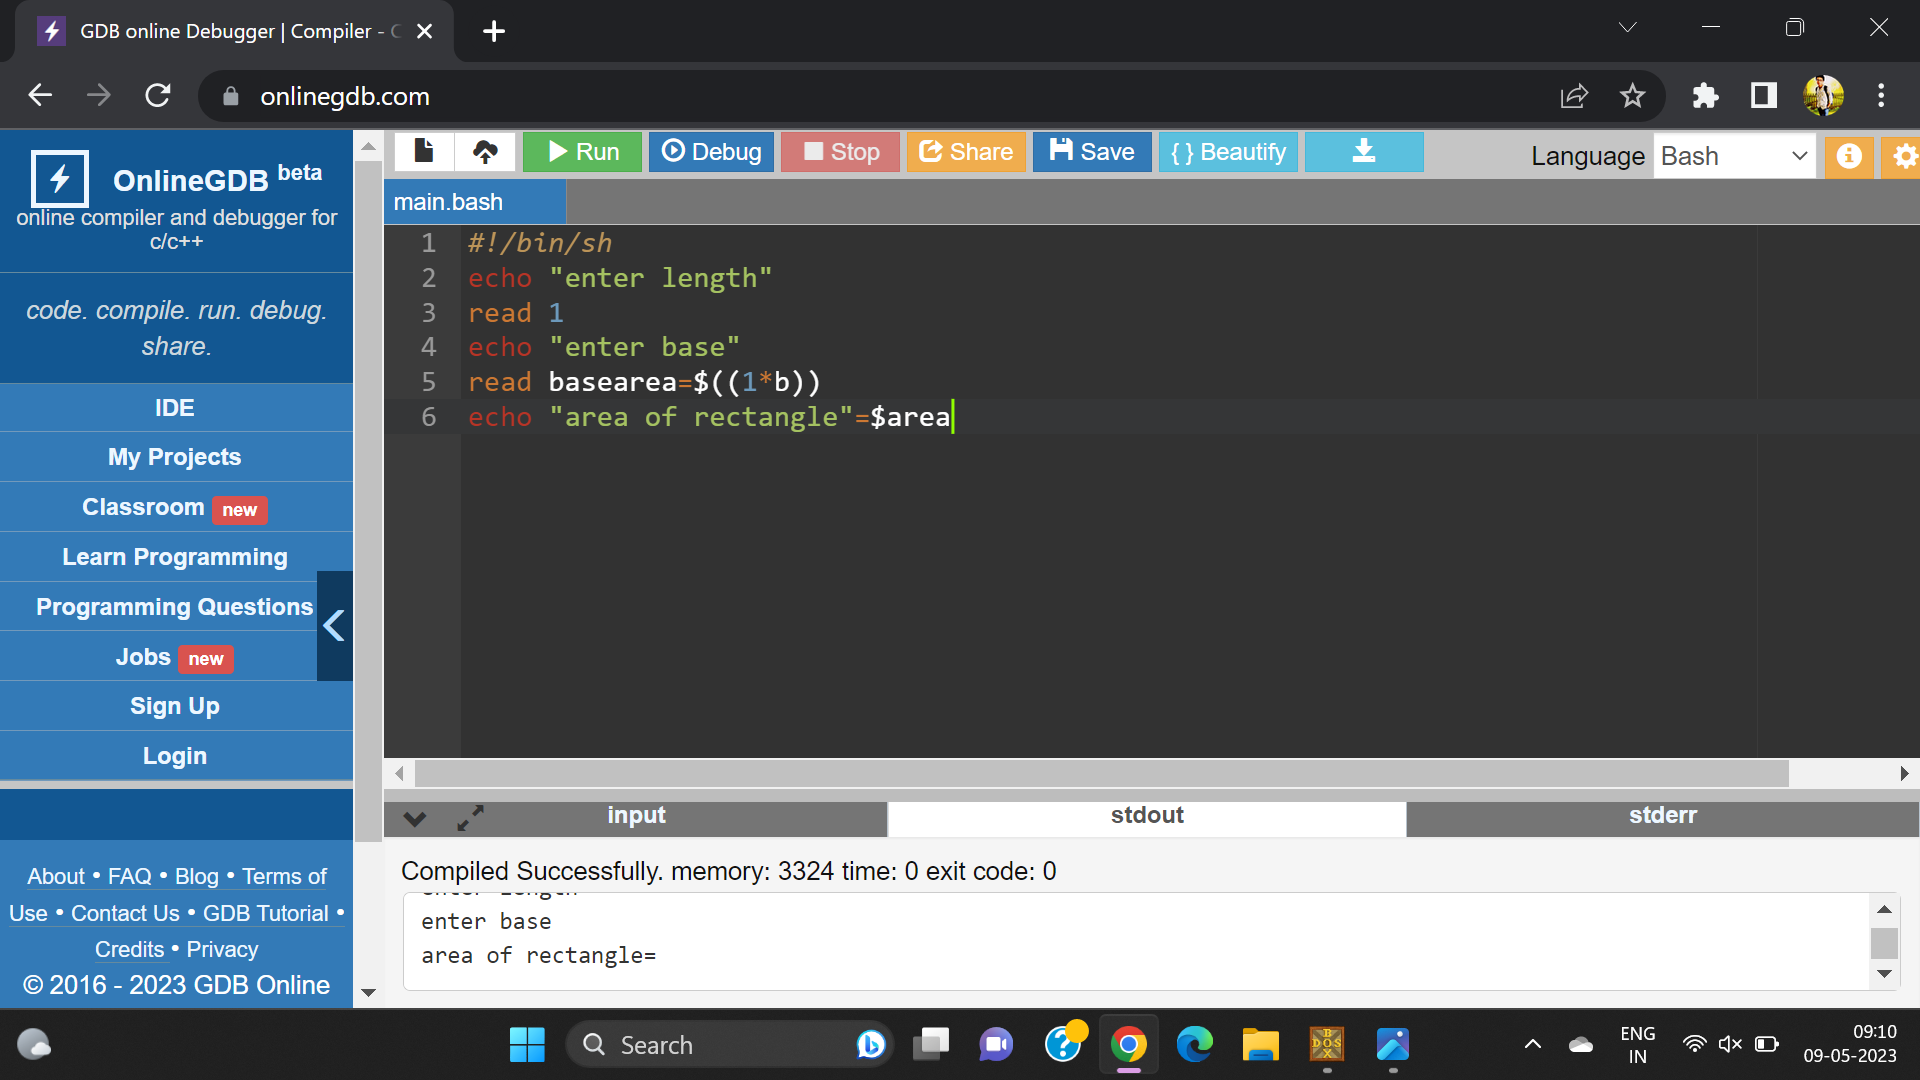 GDB online Debugger | Compiler - C
onlinegdb.com
OnlineGDB beta
online compiler and debugger for
c/c++
code. compile. run. debug.
share.
IDE
My Projects
Classroom new
Learn Programming
Programming Questions
Jobs new
Sign Up
Login
About • FAQ • Blog • Terms of
Use • Contact Us • GDB Tutorial •
Credits • Privacy
© 2016 - 2023 GDB Online
Run Debug Stop Share Save { } Beautify Language Bash
main.bash
1 #!/bin/sh
2 echo "enter length"
3 read 1
4 echo "enter base"
5 read basearea=$((1*b))
6 echo "area of rectangle"=$area
input stdout stderr
Compiled Successfully. memory: 3324 time: 0 exit code: 0
enter length
enter base
area of rectangle=
Search
BDOSX
ENG
IN
09:10
09-05-2023